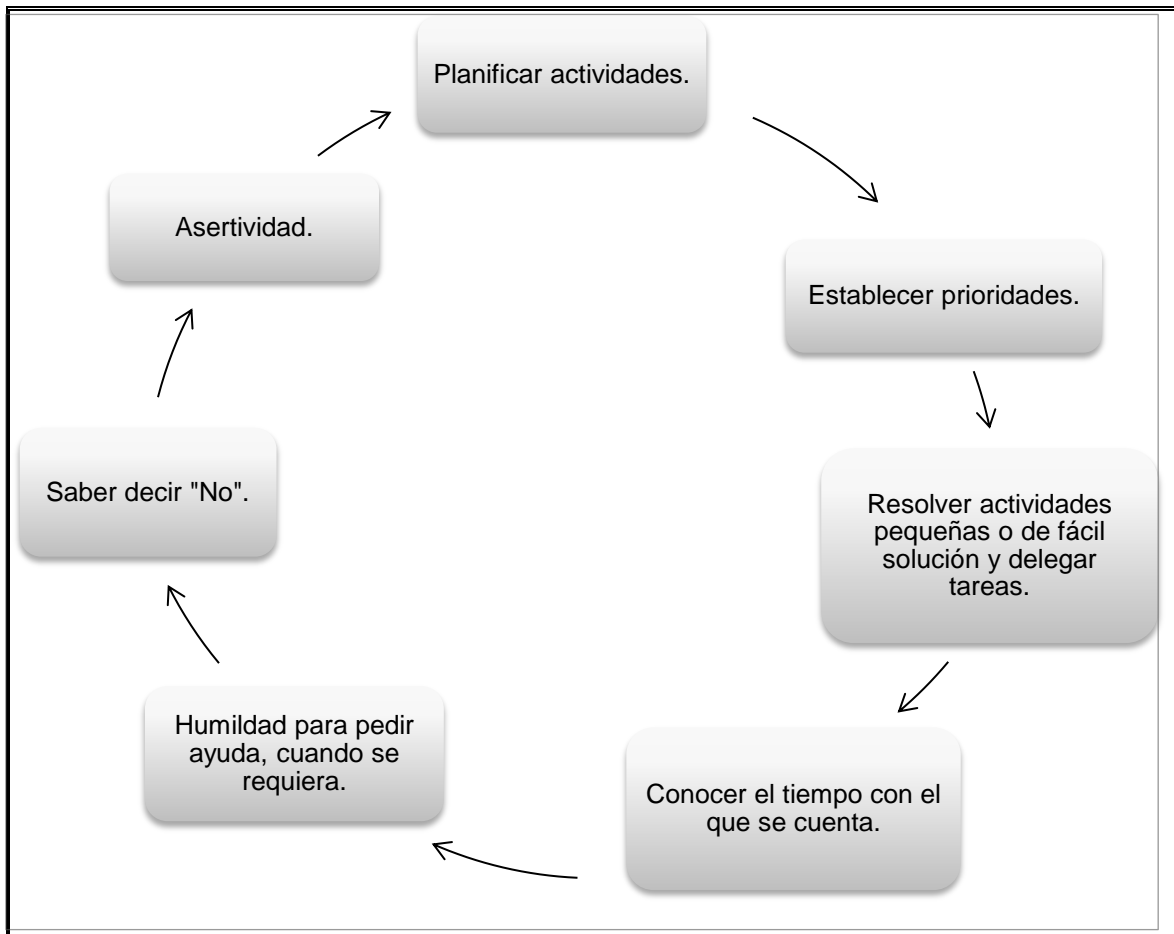 Planificar actividades.
Establecer prioridades.
Resolver actividades
pequeñas o de fácil
solución y delegar
tareas.
Conocer el tiempo con el
que se cuenta.
Humildad para pedir
ayuda, cuando se
requiera.
Saber decir "No".
Asertividad.